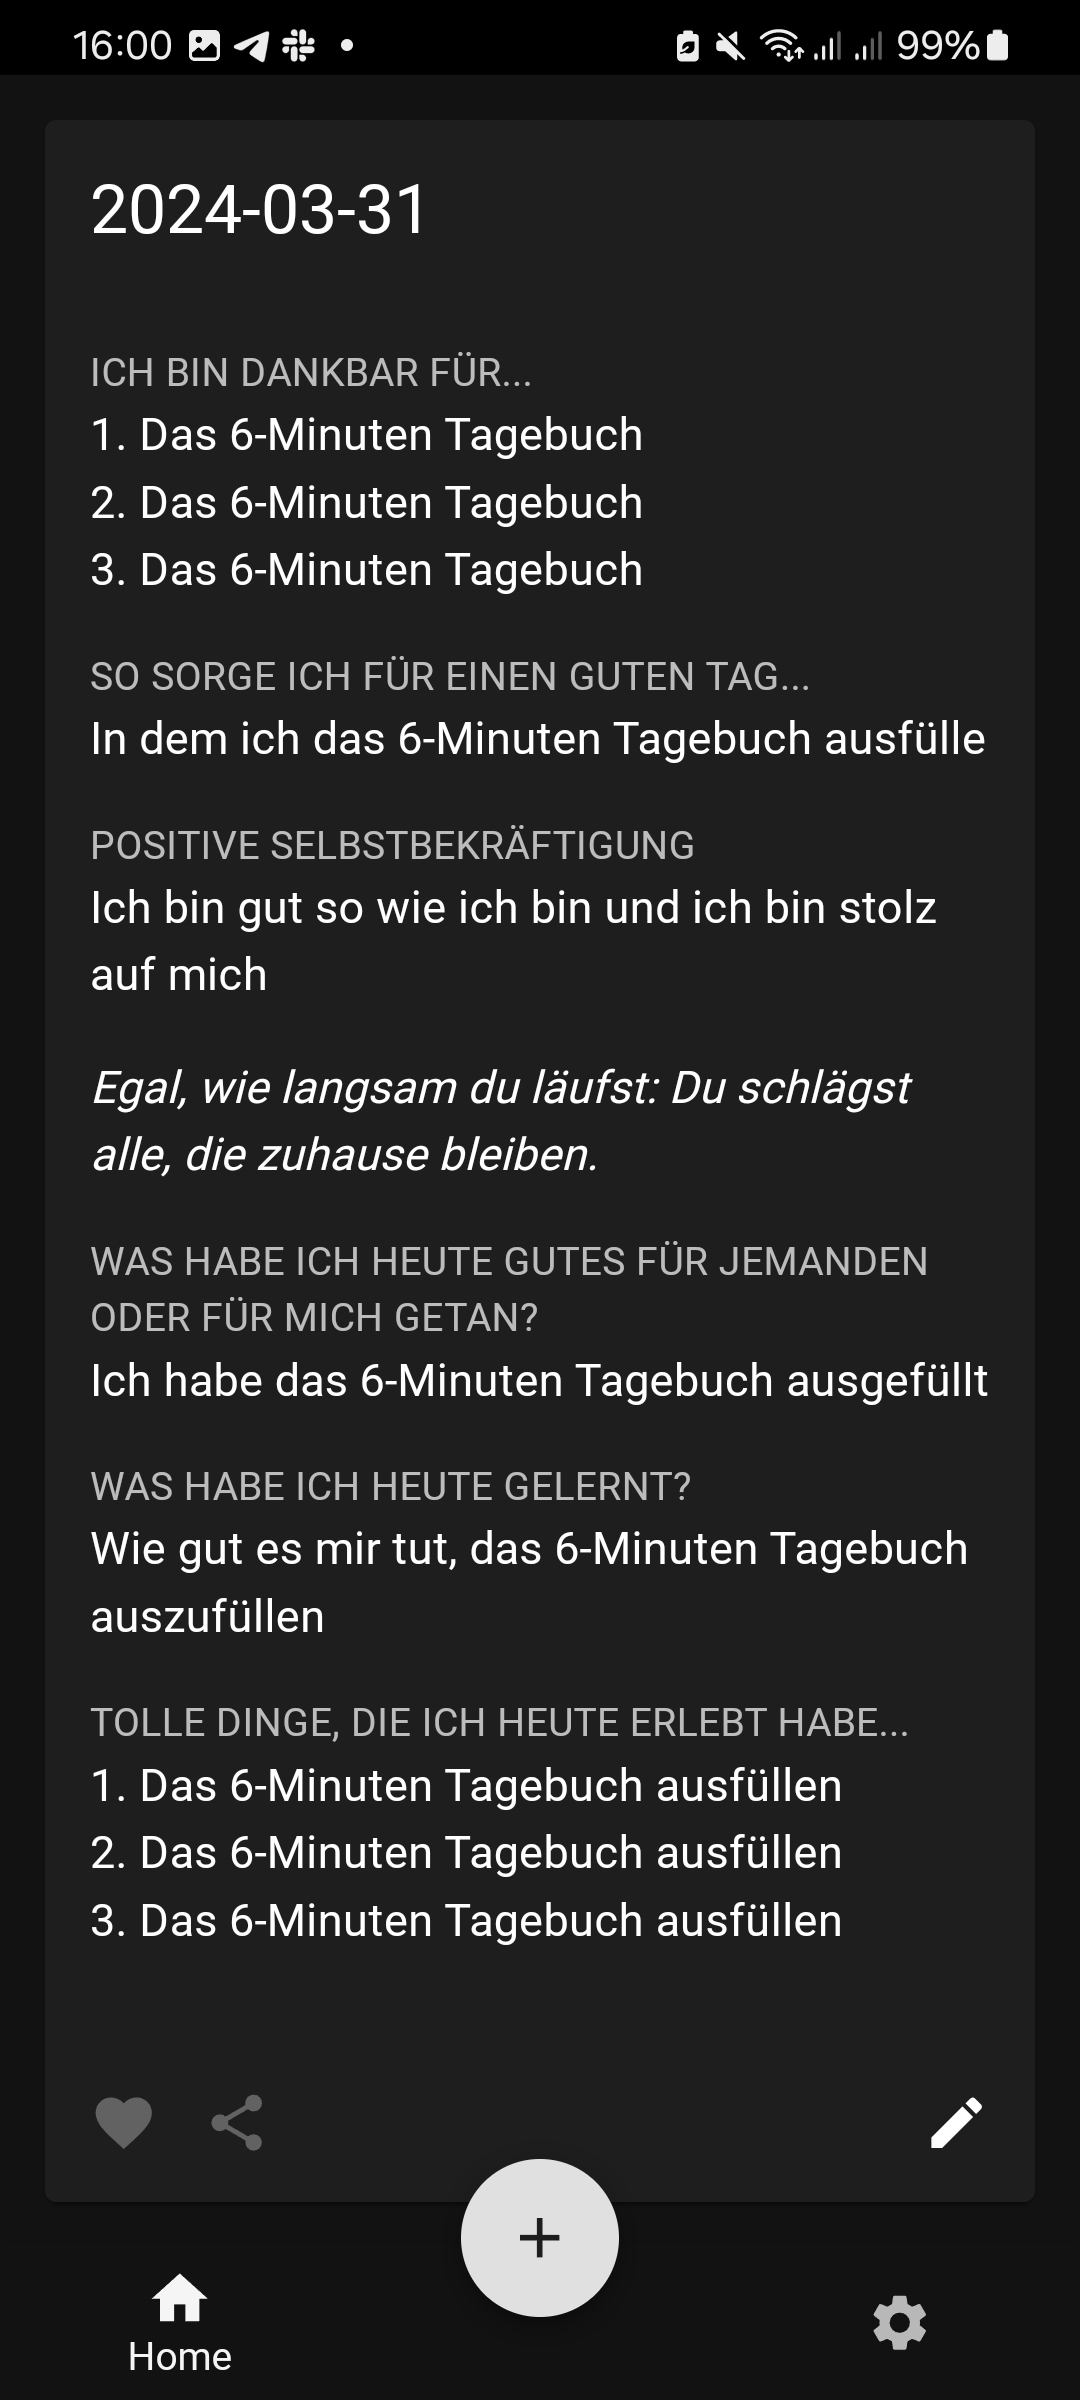 16:00
99%
2024-03-31
ICH BIN DANKBAR FÜR...
1. Das 6-Minuten Tagebuch
2. Das 6-Minuten Tagebuch
3. Das 6-Minuten Tagebuch
SO SORGE ICH FÜR EINEN GUTEN TAG...
In dem ich das 6-Minuten Tagebuch ausfülle
POSITIVE SELBSTBEKRÄFTIGUNG
Ich bin gut so wie ich bin und ich bin stolz
auf mich
Egal, wie langsam du läufst: Du schlägst
alle, die zuhause bleiben.
WAS HABE ICH HEUTE GUTES FÜR JEMANDEN
ODER FÜR MICH GETAN?
Ich habe das 6-Minuten Tagebuch ausgefüllt
WAS HABE ICH HEUTE GELERNT?
Wie gut es mir tut, das 6-Minuten Tagebuch
auszufüllen
TOLLE DINGE, DIE ICH HEUTE ERLEBT HABE...
1. Das 6-Minuten Tagebuch ausfüllen
2. Das 6-Minuten Tagebuch ausfüllen
3. Das 6-Minuten Tagebuch ausfüllen
Home